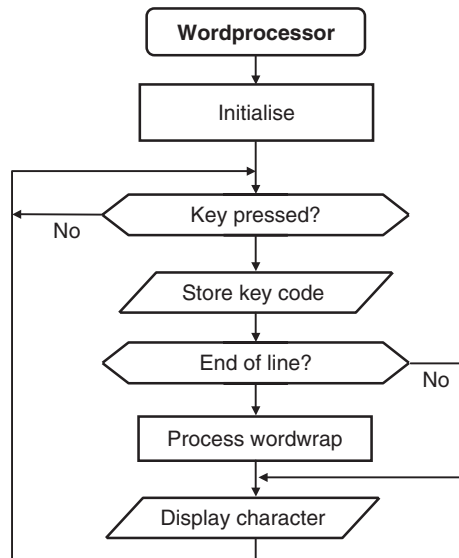 Wordprocessor
Initialise
Key pressed?
No
Store key code
End of line?
No
Process wordwrap
Display character